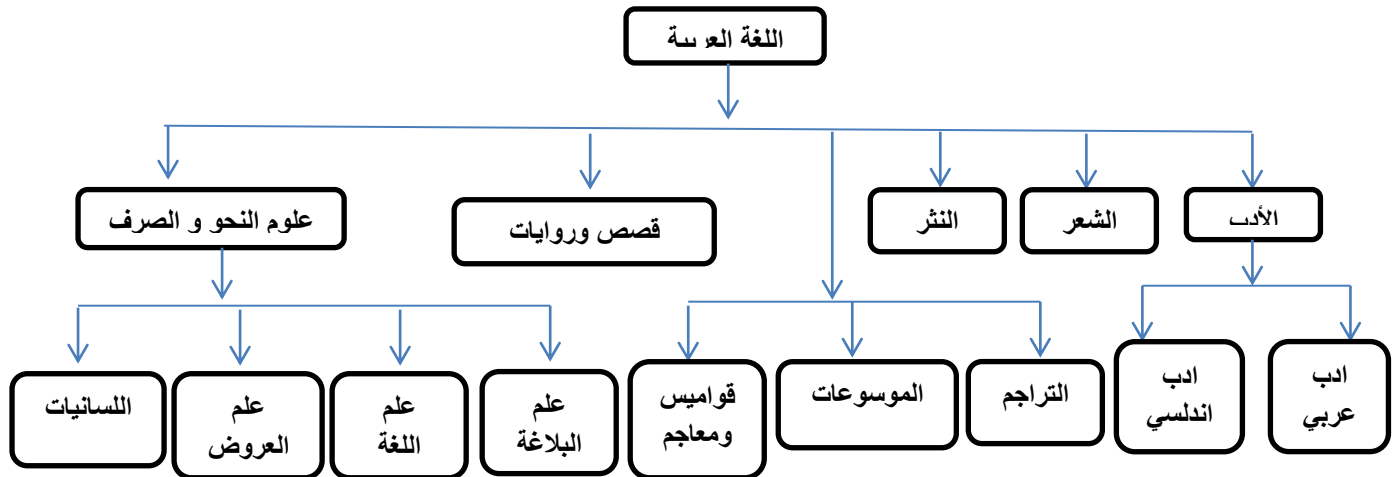 اللغة العربية
الأدب
الشعر
النثر
قصص وروايات
علوم النحو و الصرف
ادب
عربي
ادب
اندلسي
التراجم
الموسوعات
قواميس
ومعاجم
علم
البلاغة
علم
اللغة
علم
العروض
اللسانيات